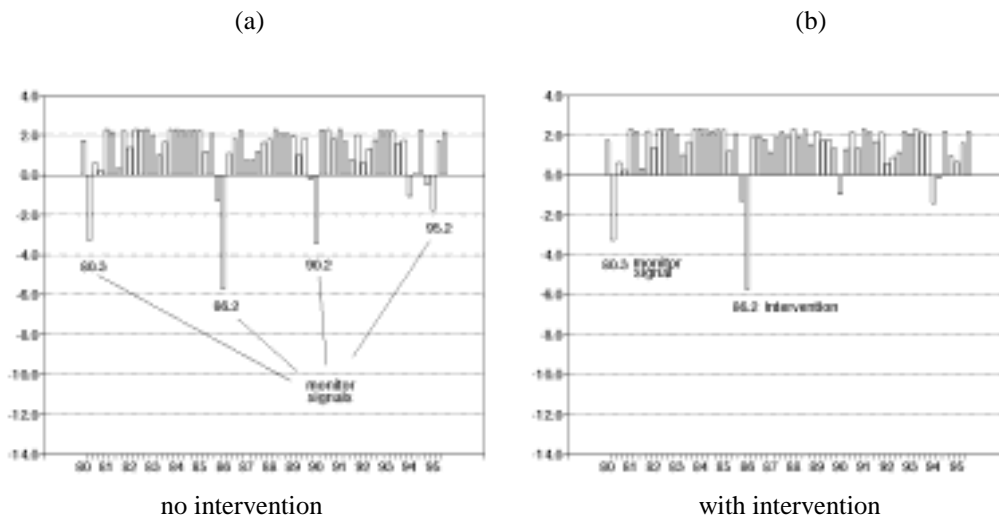 (a) (b)
4.0
2.0
0.0
-2.0
-4.0
-6.0
-8.0
-10.0
-12.0
-14.0
80.3
86.2
90.2
95.2
monitor
signals
80 81 82 83 84 85 86 87 88 89 90 91 92 93 94 95
no intervention
4.0
2.0
0.0
-2.0
-4.0
-6.0
-8.0
-10.0
-12.0
-14.0
80.3 monitor
signal
86.2 Intervention
80 81 82 83 84 85 86 87 88 89 90 91 92 93 94 95
with intervention